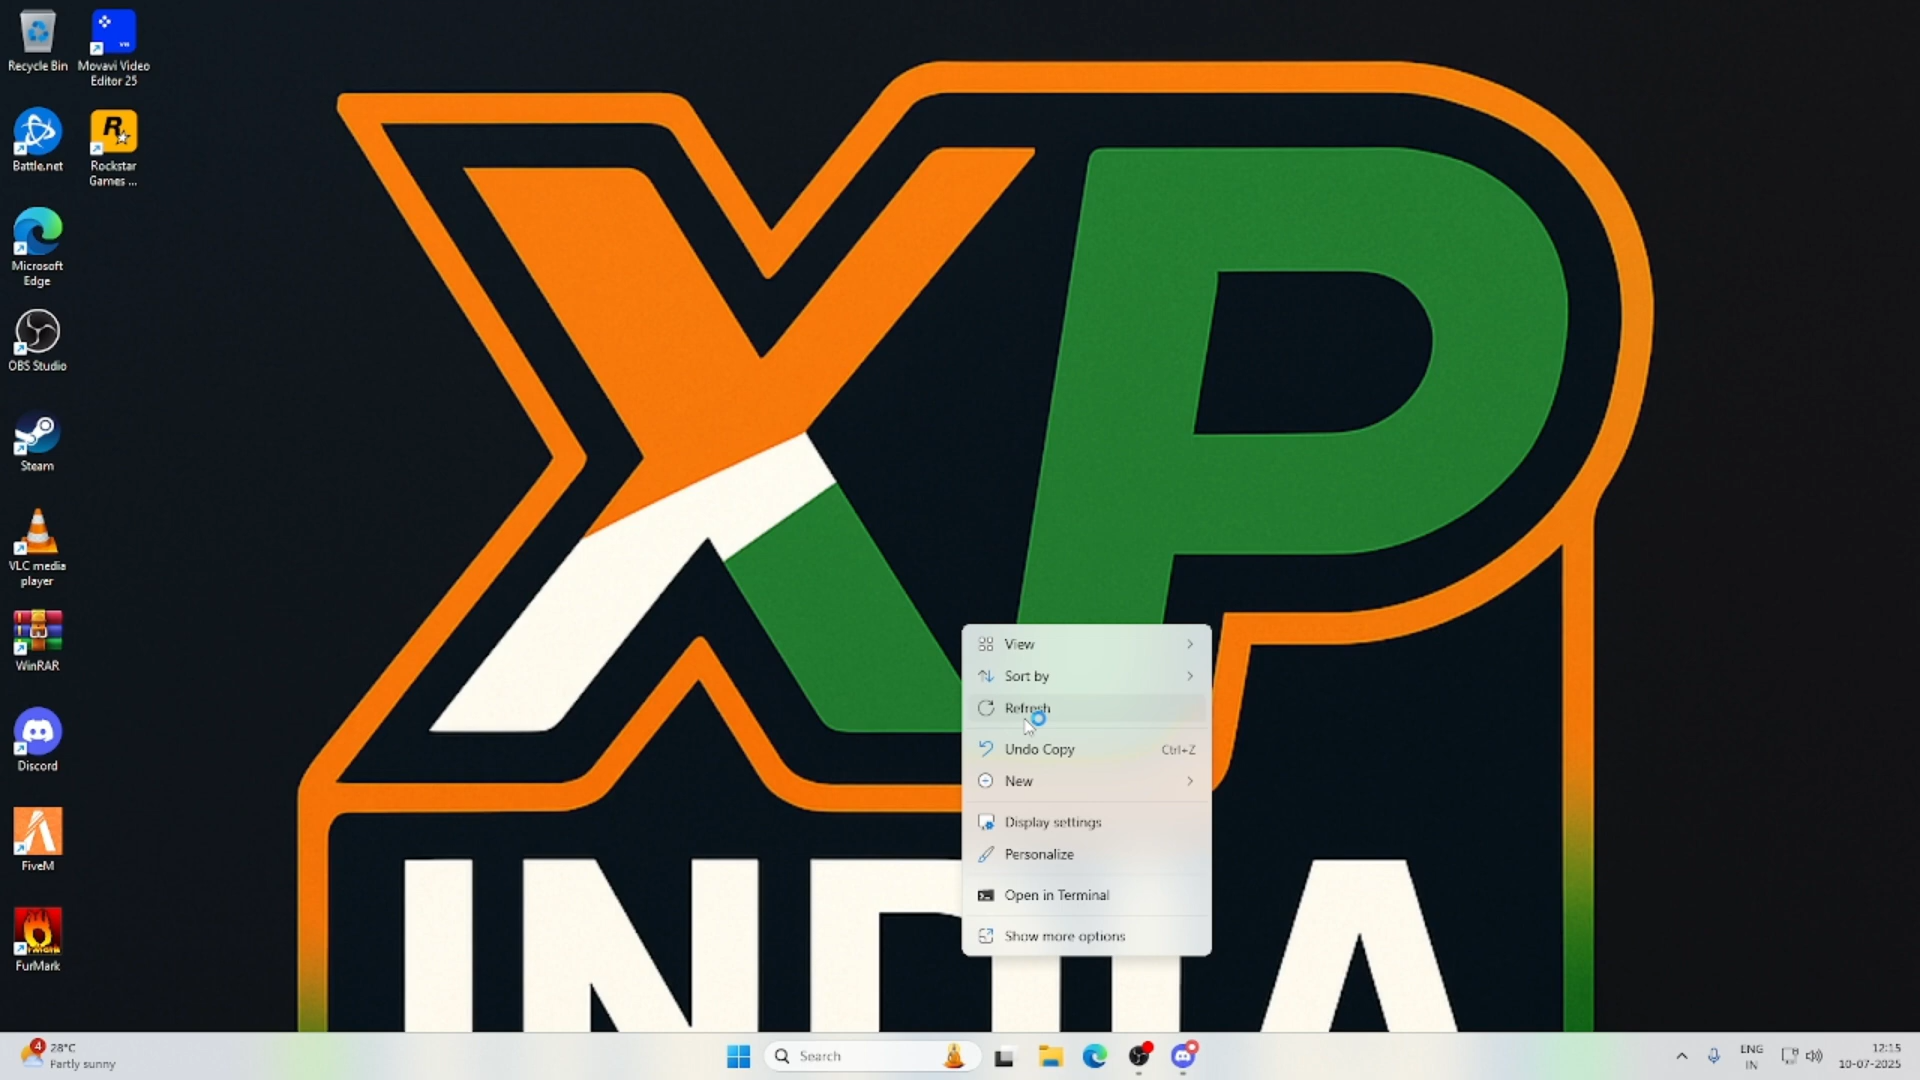 Recycle Bin
Movavi Video
Editor 25
Battle.net
Rockstar
Games ...
Microsoft
Edge
OBS Studio
Steam
VLC media
player
WinRAR
Discord
FiveM
FurMark
XP
INDIA
View
Sort by
Refresh
Undo Copy Ctrl+Z
New
Display settings
Personalize
Open in Terminal
Show more options
4
28°C
Partly sunny
Search
ENG
IN
12:15
10-07-2025